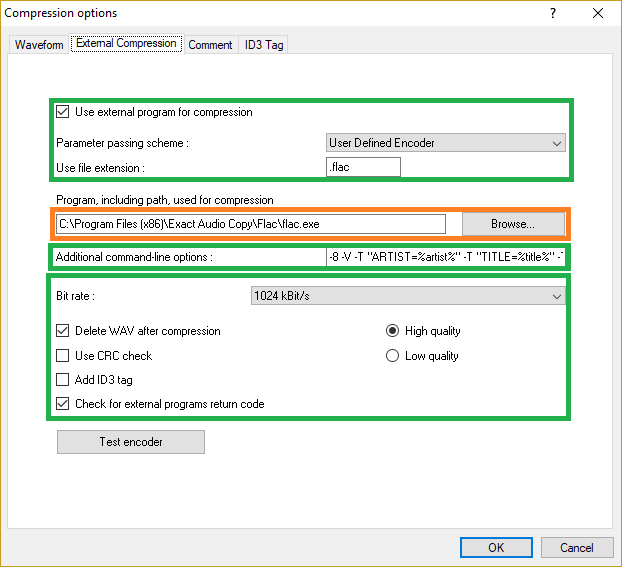 Compression options
?
Waveform External Compression Comment ID3 Tag
Use external program for compression
Parameter passing scheme : User Defined Encoder
Use file extension : .flac
Program, including path, used for compression
C:\Program Files (x86)\Exact Audio Copy\Flac\flac.exe Browse...
Additional command-line options : -8 -V -T "ARTIST=%artist%" -T "TITLE=%title%" -T
Bit rate : 1024 kBit/s
Delete WAV after compression High quality
Use CRC check Low quality
Add ID3 tag
Check for external programs return code
Test encoder
OK Cancel